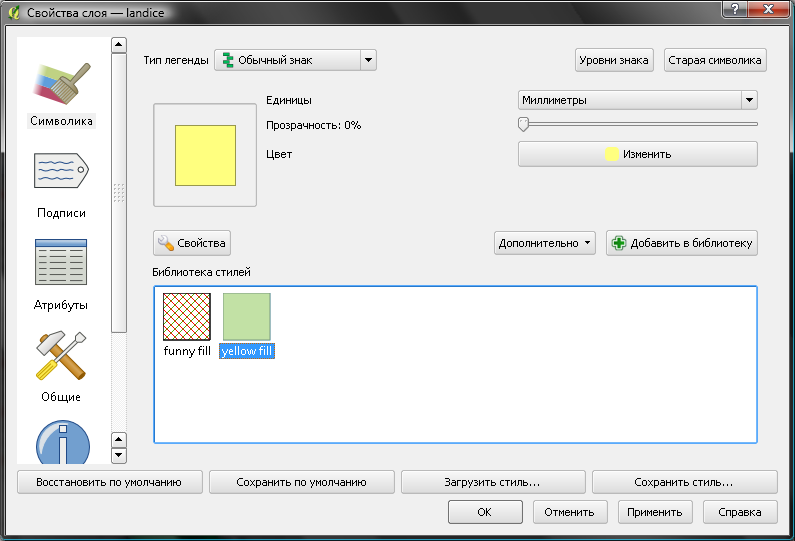 Свойства слоя — landice
Символика
Подписи
Атрибуты
Общие
Тип легенды
Обычный знак
Уровни знака
Старая символика
Единицы
Миллиметры
Прозрачность: 0%
Цвет
Изменить
Свойства
Дополнительно
Добавить в библиотеку
Библиотека стилей
funny fill
yellow fill
Восстановить по умолчанию
Сохранить по умолчанию
Загрузить стиль...
Сохранить стиль...
OK
Отменить
Применить
Справка